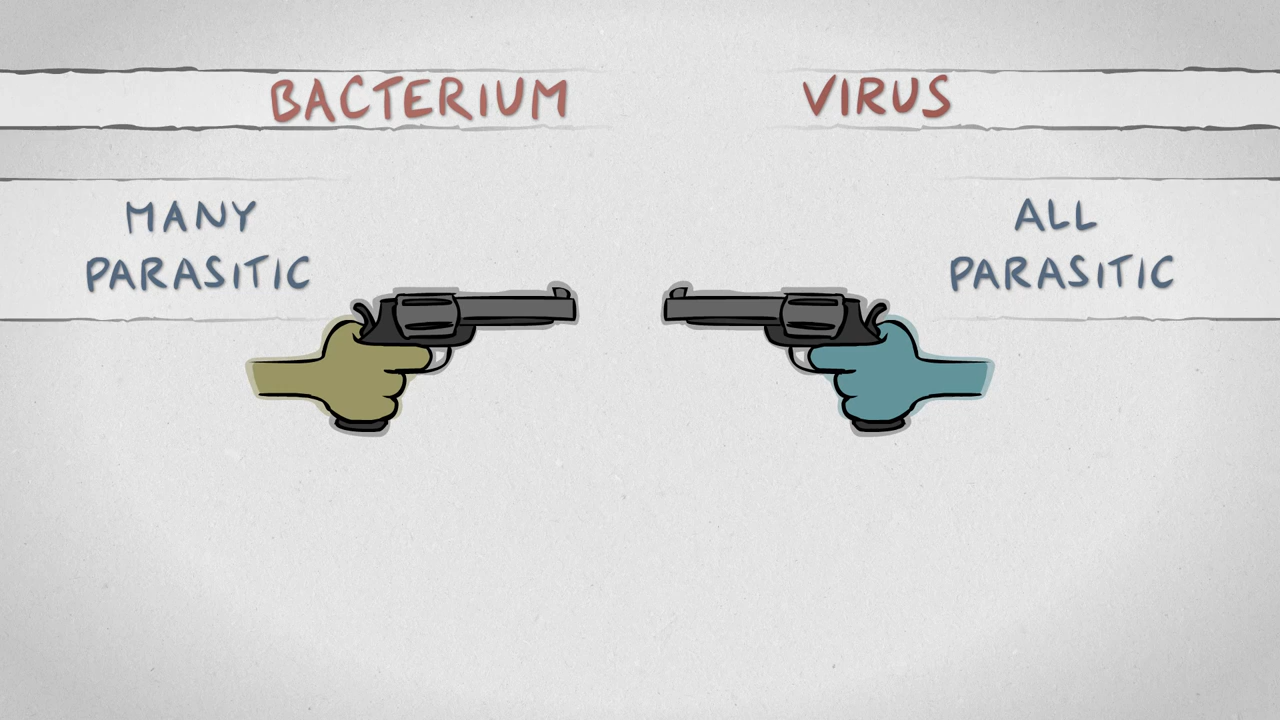 BACTERIUM
VIRUS
MANY
PARASITIC
ALL
PARASITIC